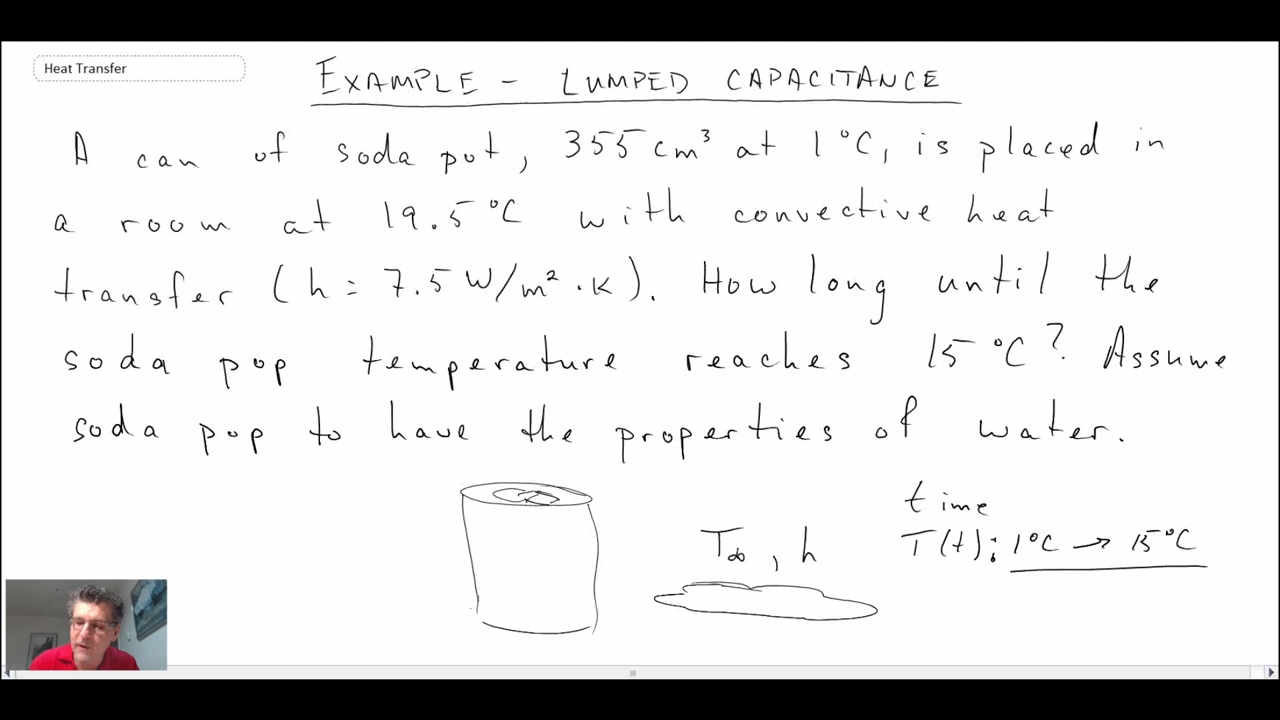 Heat Transfer
EXAMPLE - LUMPED CAPACITANCE
A can of soda pot, 355 cm³ at 1°C, is placed in
a room at 19.5°C with convective heat
transfer (h = 7.5 W/m²·K). How long until the
soda pop temperature reaches 15°C? Assume
soda pop to have the properties of water.
time
T∞, h
T(t): 1°C → 15°C